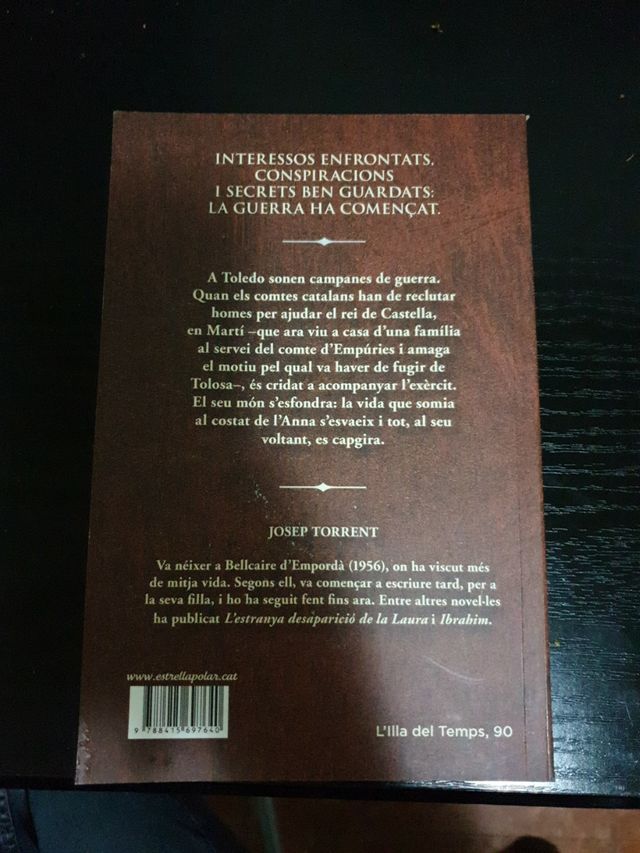 INTERESSOS ENFRONTATS,
CONSPIRACIONS
I SECRETS BEN GUARDATS:
LA GUERRA HA COMENÇAT.
A Toledo sonen campanes de guerra.
Quan els comtes catalans han de reclutar
homes per ajudar el rei de Castella,
en Martí –que ara viu a casa d’una família
al servei del comte d’Empúries i amaga
el motiu pel qual va haver de fugir de
Tolosa–, és cridat a acompanyar l’exèrcit.
El seu món s’esfondra: la vida que somia
al costat de l’Anna s’esvaeix i tot, al seu
voltant, es capgira.
JOSEP TORRENT
Va néixer a Bellcaire d’Empordà (1956), on ha viscut més
de mitja vida. Segons ell, va començar a escriure tard, per a
la seva filla, i ho ha seguit fent fins ara. Entre altres novel·les
ha publicat L’estranya desaparició de la Laura i Ibrahim.
www.estrellapolar.cat
9 788415 697640
L’Illa del Temps, 90